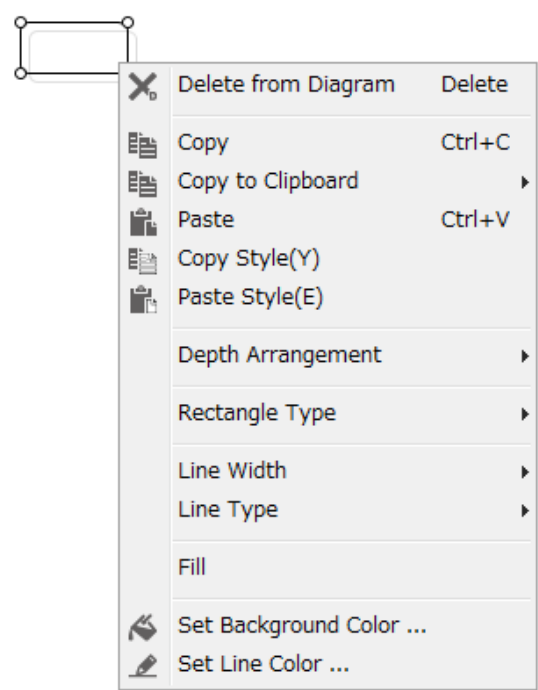 Delete from Diagram Delete
Copy Ctrl+C
Copy to Clipboard
Paste Ctrl+V
Copy Style(Y)
Paste Style(E)
Depth Arrangement
Rectangle Type
Line Width
Line Type
Fill
Set Background Color ...
Set Line Color ...